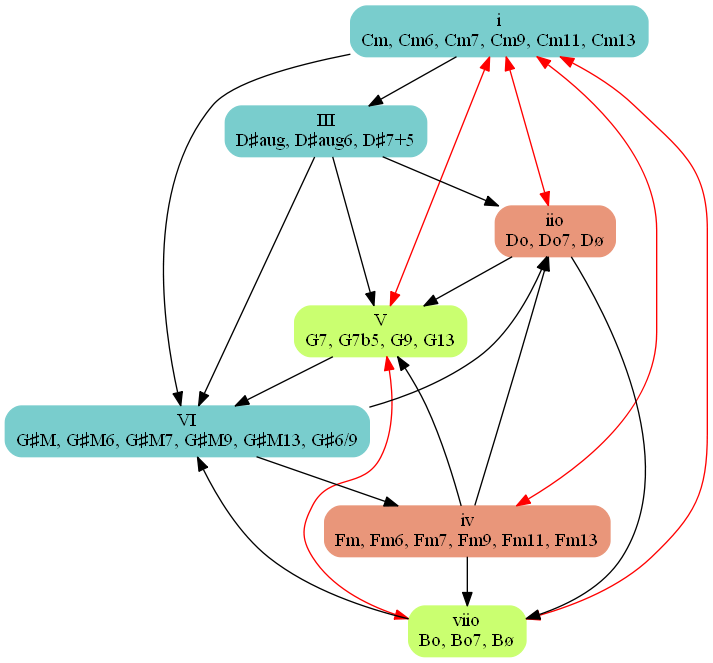 i
Cm, Cm6, Cm7, Cm9, Cm11, Cm13
III
D♯aug, D♯aug6, D♯7+5
iio
Do, Do7, Dø
V
G7, G7b5, G9, G13
VI
G♯M, G♯M6, G♯M7, G♯M9, G♯M13, G♯6/9
iv
Fm, Fm6, Fm7, Fm9, Fm11, Fm13
viio
Bo, Bo7, Bø